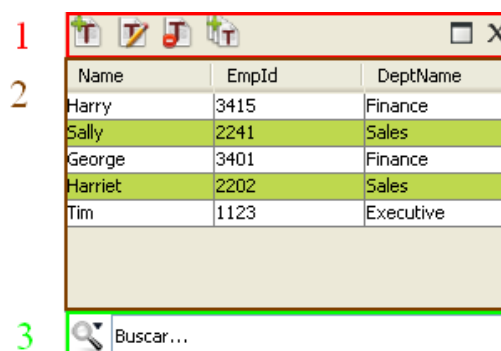 1
2
Name EmpId DeptName
Harry 3415 Finance
Sally 2241 Sales
George 3401 Finance
Harriet 2202 Sales
Tim 1123 Executive
3 Buscar...